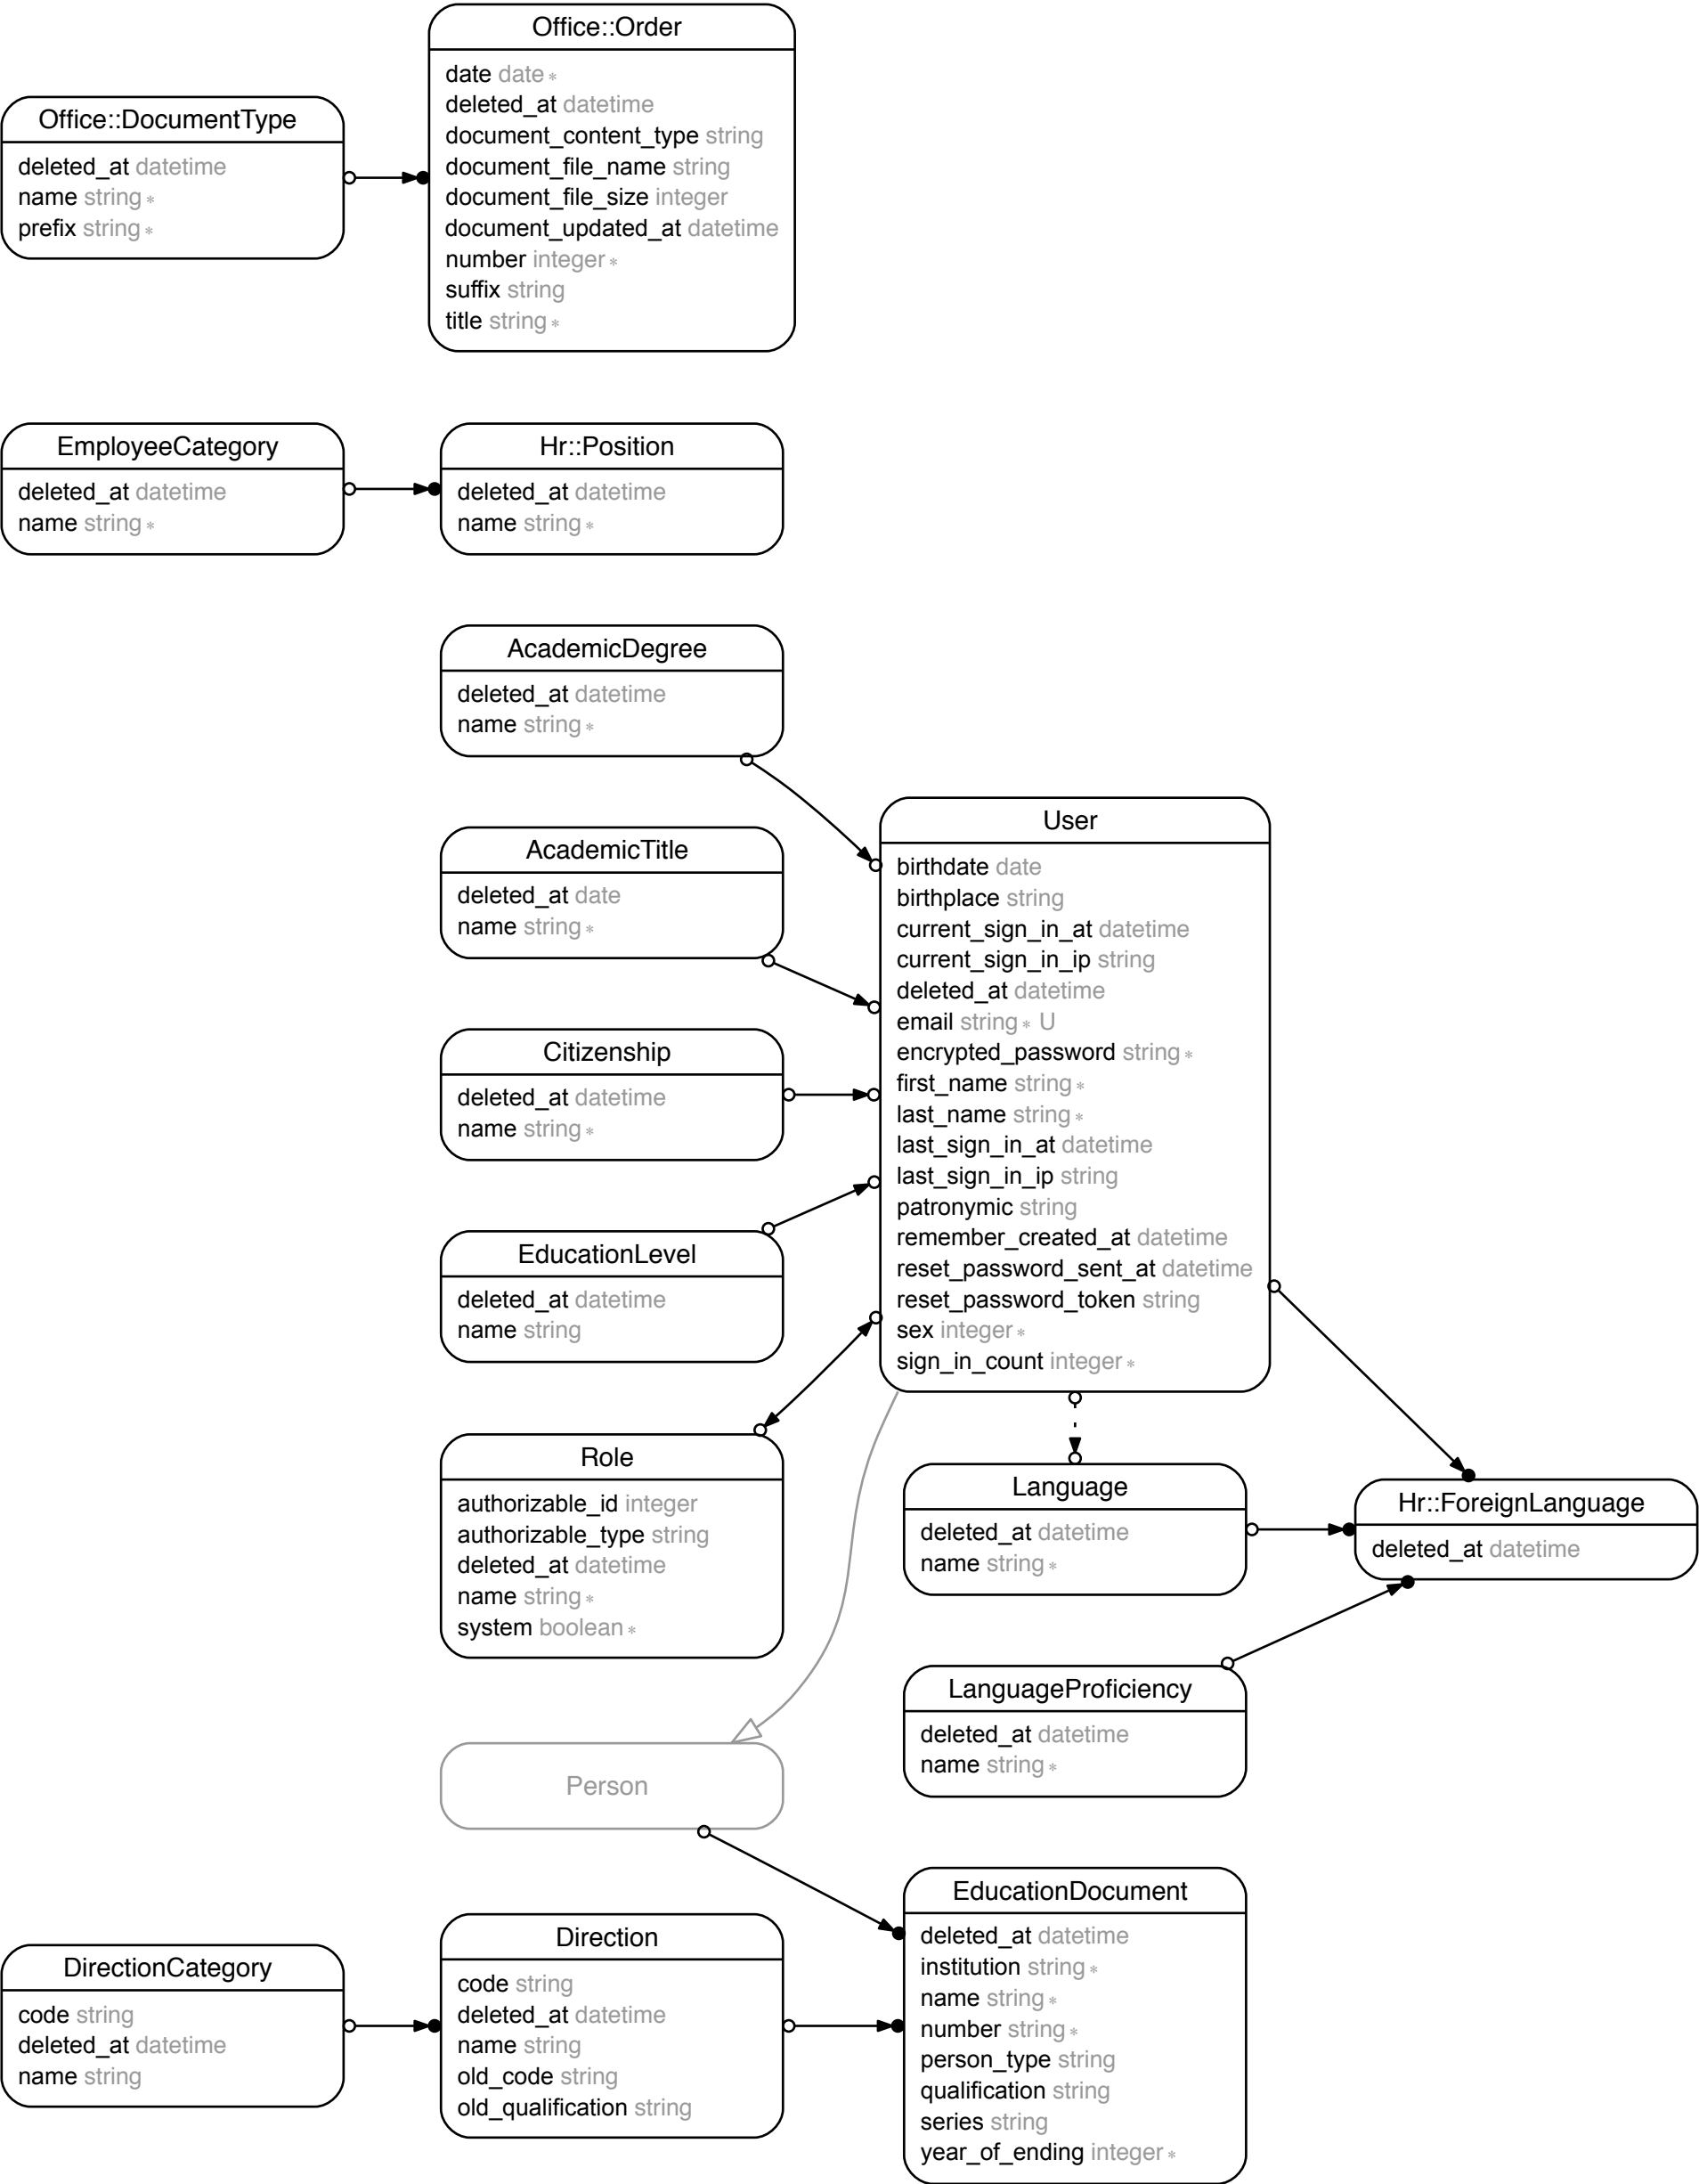 Office::Order
date date *
deleted_at datetime
document_content_type string
document_file_name string
document_file_size integer
document_updated_at datetime
number integer *
suffix string
title string *
Office::DocumentType
deleted_at datetime
name string *
prefix string *
EmployeeCategory
deleted_at datetime
name string *
Hr::Position
deleted_at datetime
name string *
AcademicDegree
deleted_at datetime
name string *
AcademicTitle
deleted_at date
name string *
Citizenship
deleted_at datetime
name string *
EducationLevel
deleted_at datetime
name string
Role
authorizable_id integer
authorizable_type string
deleted_at datetime
name string *
system boolean *
User
birthdate date
birthplace string
current_sign_in_at datetime
current_sign_in_ip string
deleted_at datetime
email string * U
encrypted_password string *
first_name string *
last_name string *
last_sign_in_at datetime
last_sign_in_ip string
patronymic string
remember_created_at datetime
reset_password_sent_at datetime
reset_password_token string
sex integer *
sign_in_count integer *
Language
deleted_at datetime
name string *
Hr::ForeignLanguage
deleted_at datetime
LanguageProficiency
deleted_at datetime
name string *
Person
DirectionCategory
code string
deleted_at datetime
name string
Direction
code string
deleted_at datetime
name string
old_code string
old_qualification string
EducationDocument
deleted_at datetime
institution string *
name string *
number string *
person_type string
qualification string
series string
year_of_ending integer *